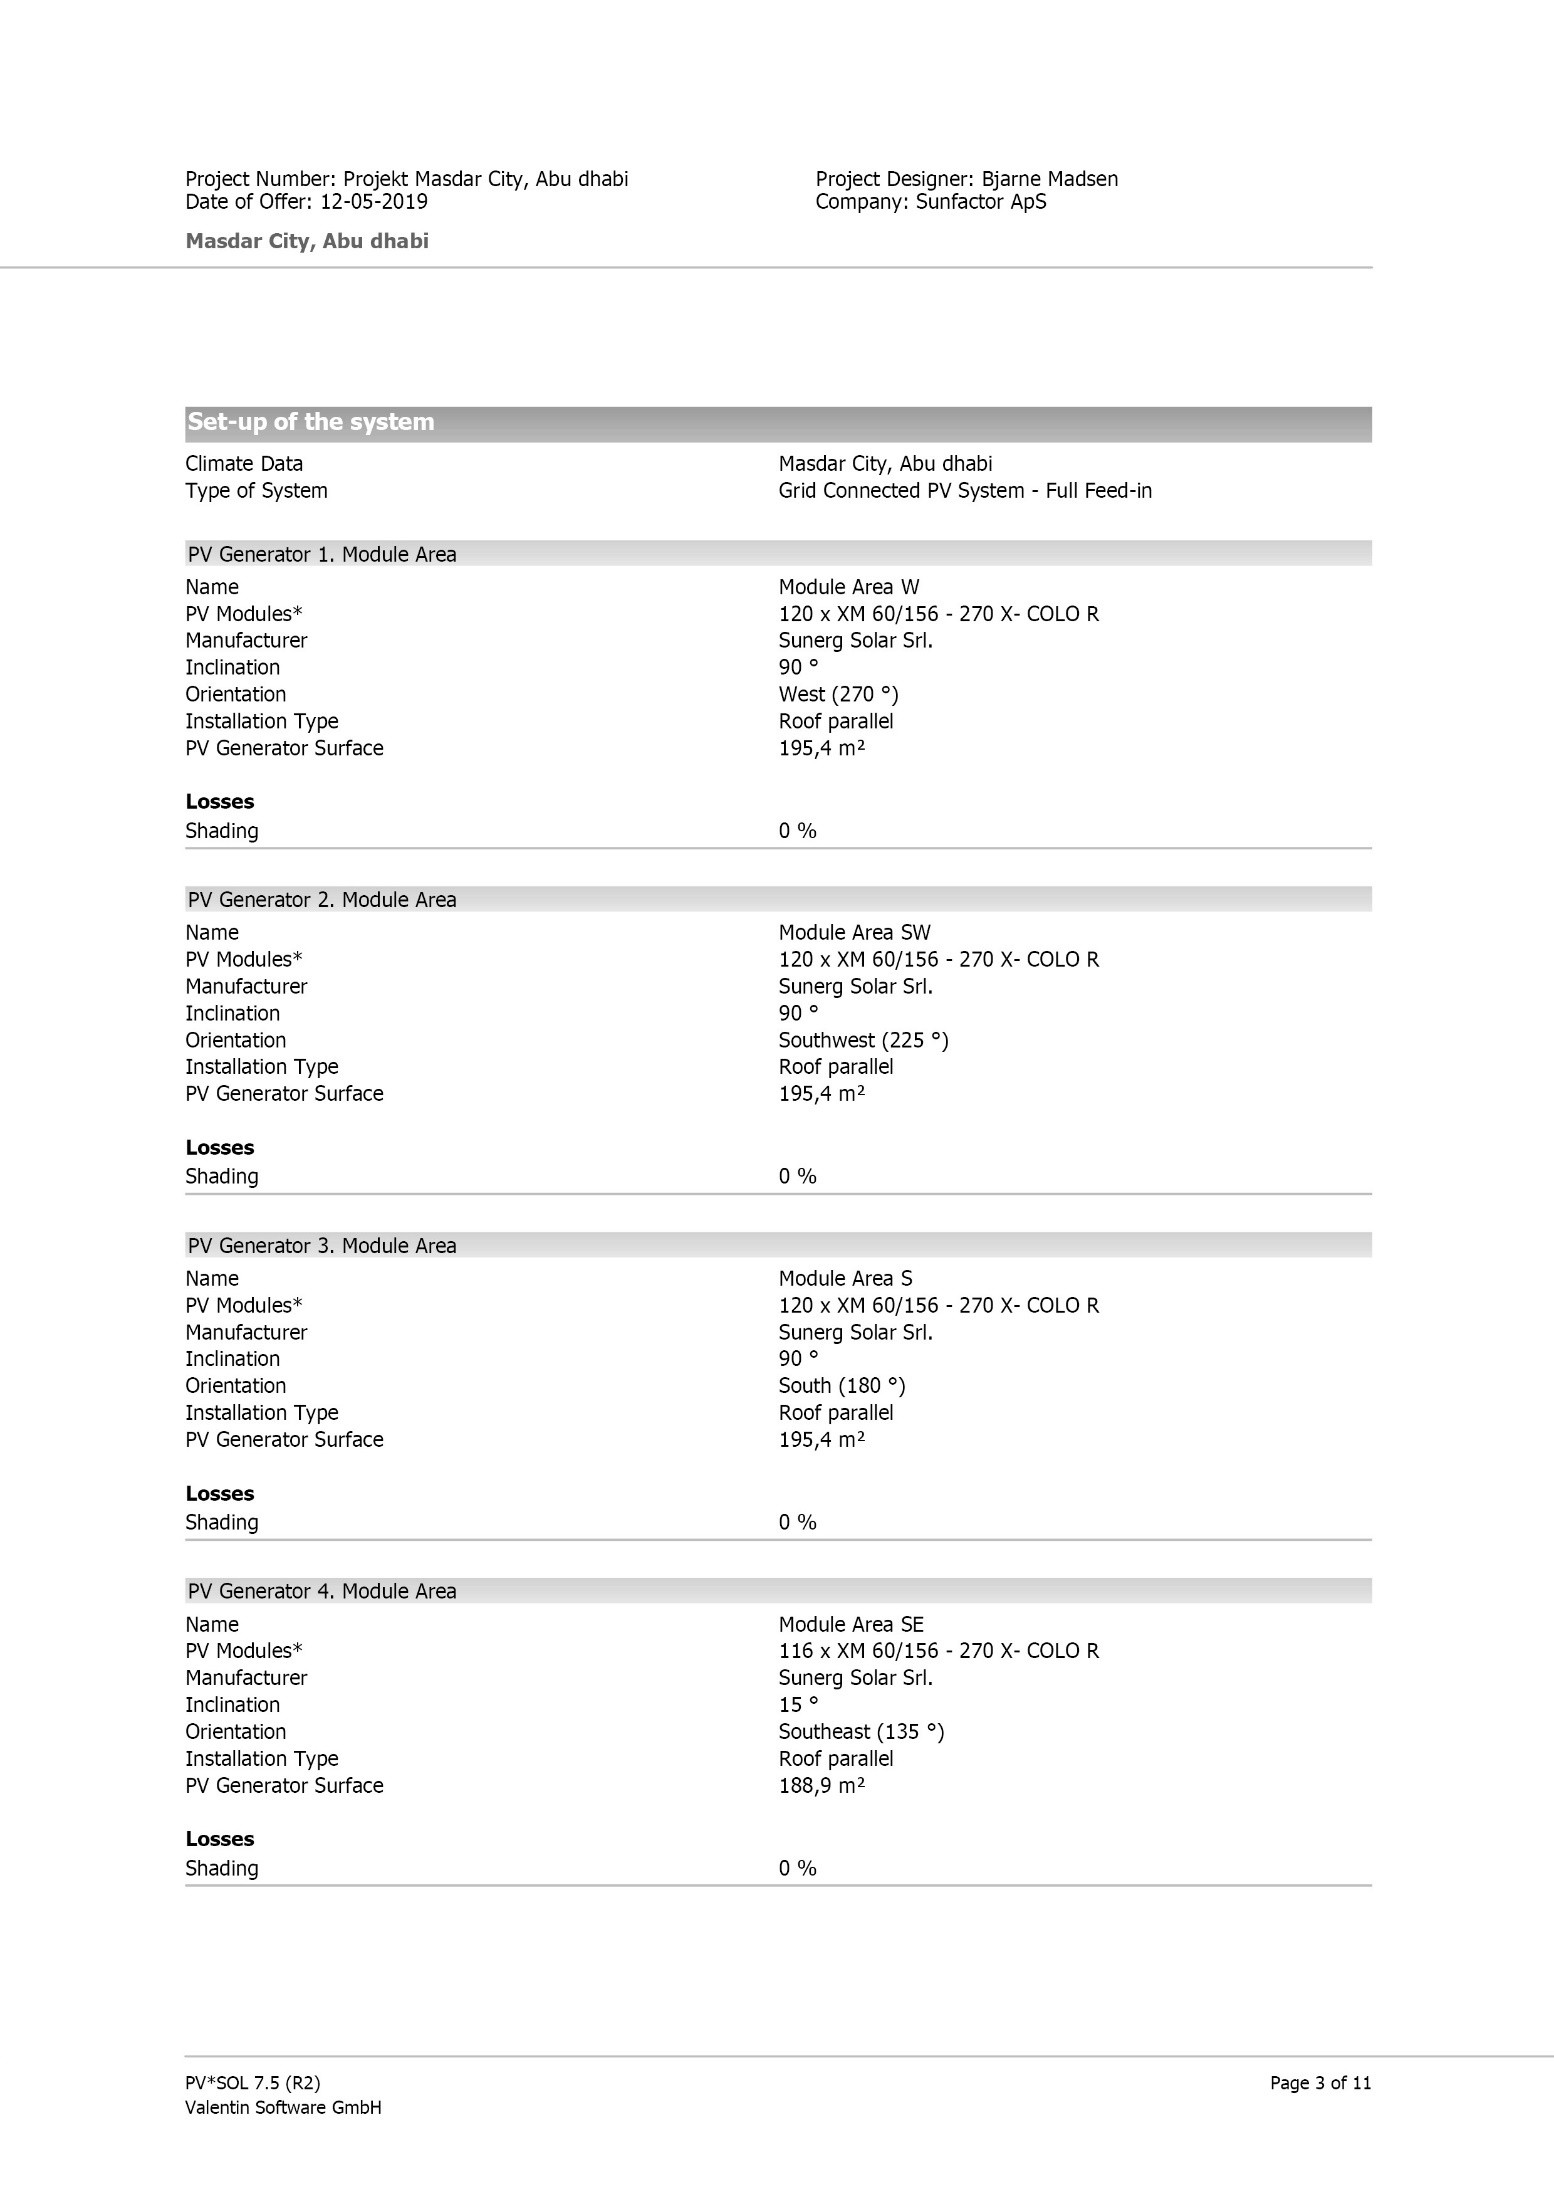 Project Number: Projekt Masdar City, Abu dhabi
Date of Offer: 12-05-2019
Project Designer: Bjarne Madsen
Company: Sunfactor ApS
Masdar City, Abu dhabi
Set-up of the system
Climate Data Masdar City, Abu dhabi
Type of System Grid Connected PV System - Full Feed-in
PV Generator 1. Module Area
Name Module Area W
PV Modules* 120 x XM 60/156 - 270 X- COLO R
Manufacturer Sunerg Solar Srl.
Inclination 90 °
Orientation West (270 °)
Installation Type Roof parallel
PV Generator Surface 195,4 m²
Losses
Shading 0 %
PV Generator 2. Module Area
Name Module Area SW
PV Modules* 120 x XM 60/156 - 270 X- COLO R
Manufacturer Sunerg Solar Srl.
Inclination 90 °
Orientation Southwest (225 °)
Installation Type Roof parallel
PV Generator Surface 195,4 m²
Losses
Shading 0 %
PV Generator 3. Module Area
Name Module Area S
PV Modules* 120 x XM 60/156 - 270 X- COLO R
Manufacturer Sunerg Solar Srl.
Inclination 90 °
Orientation South (180 °)
Installation Type Roof parallel
PV Generator Surface 195,4 m²
Losses
Shading 0 %
PV Generator 4. Module Area
Name Module Area SE
PV Modules* 116 x XM 60/156 - 270 X- COLO R
Manufacturer Sunerg Solar Srl.
Inclination 15 °
Orientation Southeast (135 °)
Installation Type Roof parallel
PV Generator Surface 188,9 m²
Losses
Shading 0 %
PV*SOL 7.5 (R2)
Valentin Software GmbH
Page 3 of 11